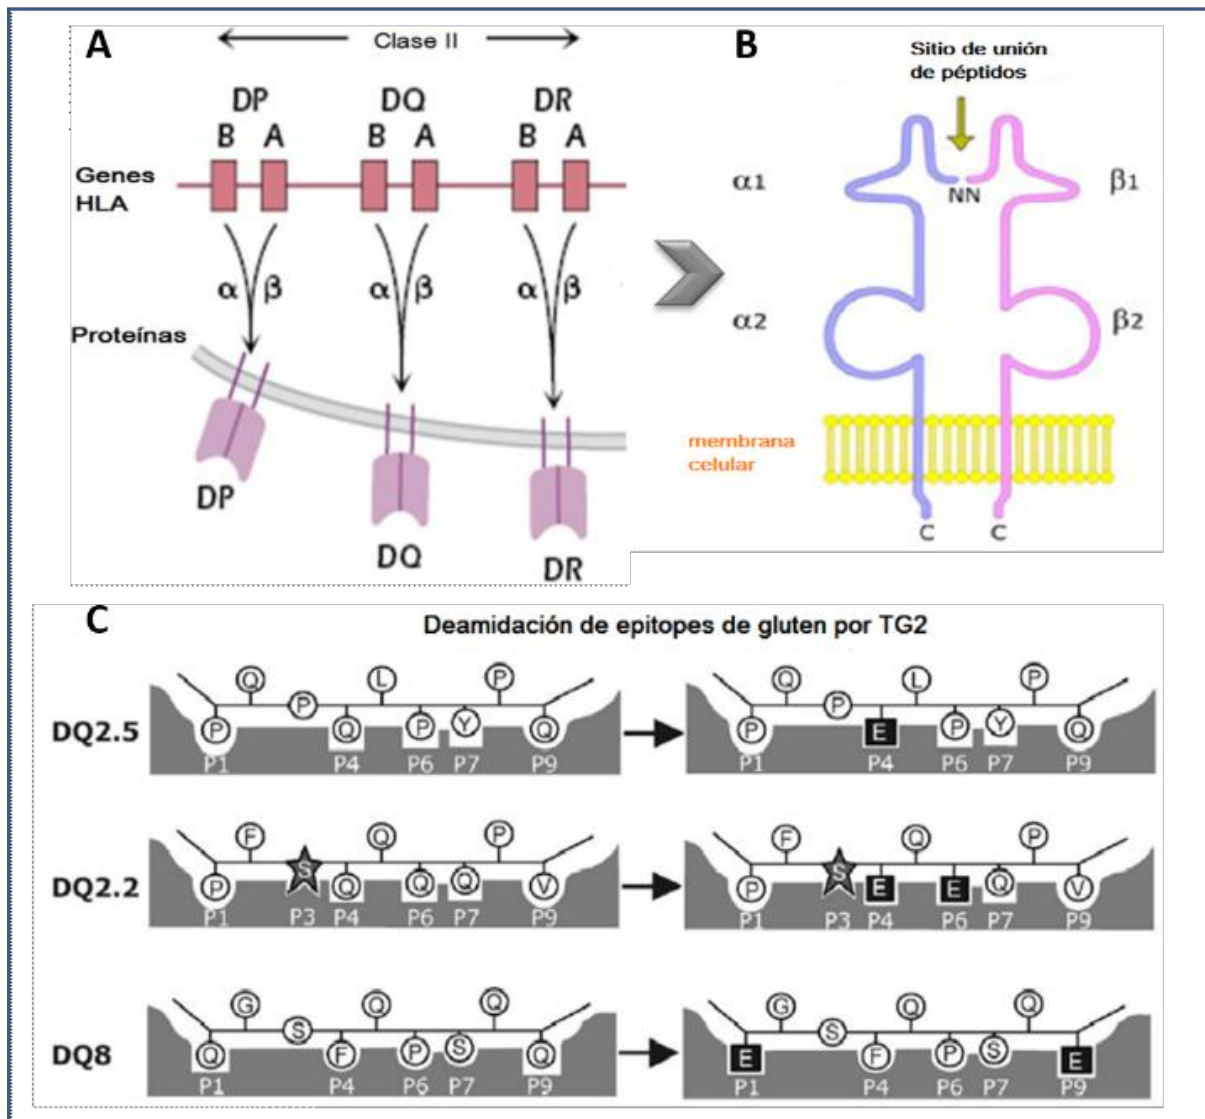 A
Clase II
DP DQ DR
B A B A B A
Genes
HLA
α β α β α β
Proteínas
DP
DQ
DR
B
Sitio de unión
de péptidos
α1 NN β1
α2 β2
membrana
celular
C C
C
Deamidación de epitopes de gluten por TG2
DQ2.5
Q L P Q L P
P P Q P Y Q P P E P Y Q
P1 P4 P6 P7 P9 P1 P4 P6 P7 P9
DQ2.2
F Q P F Q P
P S Q Q Q V P S E E Q V
P1 P3 P4 P6 P7 P9 P1 P3 P4 P6 P7 P9
DQ8
G Q Q G Q Q
Q S F P S Q E S F P S E
P1 P4 P6 P7 P9 P1 P4 P6 P7 P9